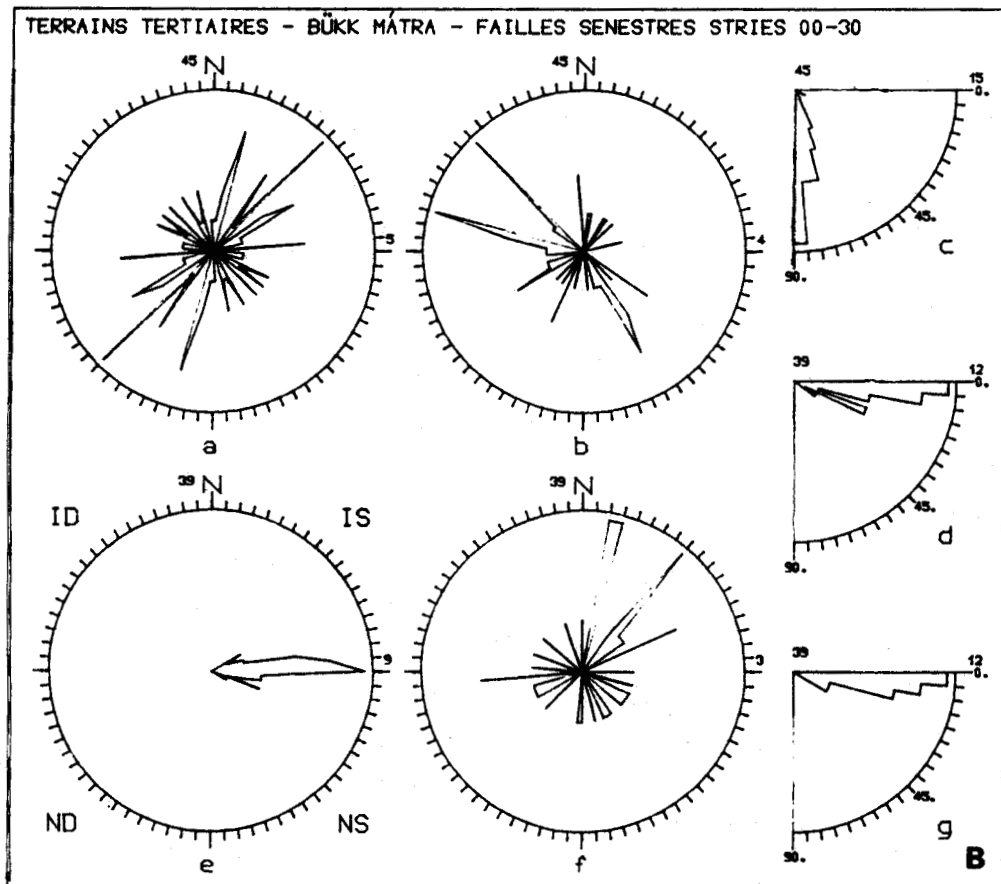 TERRAINS TERTIAIRES - BÜKK MÁTRA - FAILLES SENESTRES STRIES 00-30
45 N
5
a
45 N
4
b
45
15
0.
45.
90.
c
39
12
0.
45.
90.
d
39 N
ID
IS
9
ND
NS
e
39 N
3
f
39
12
0.
45.
90.
g
B